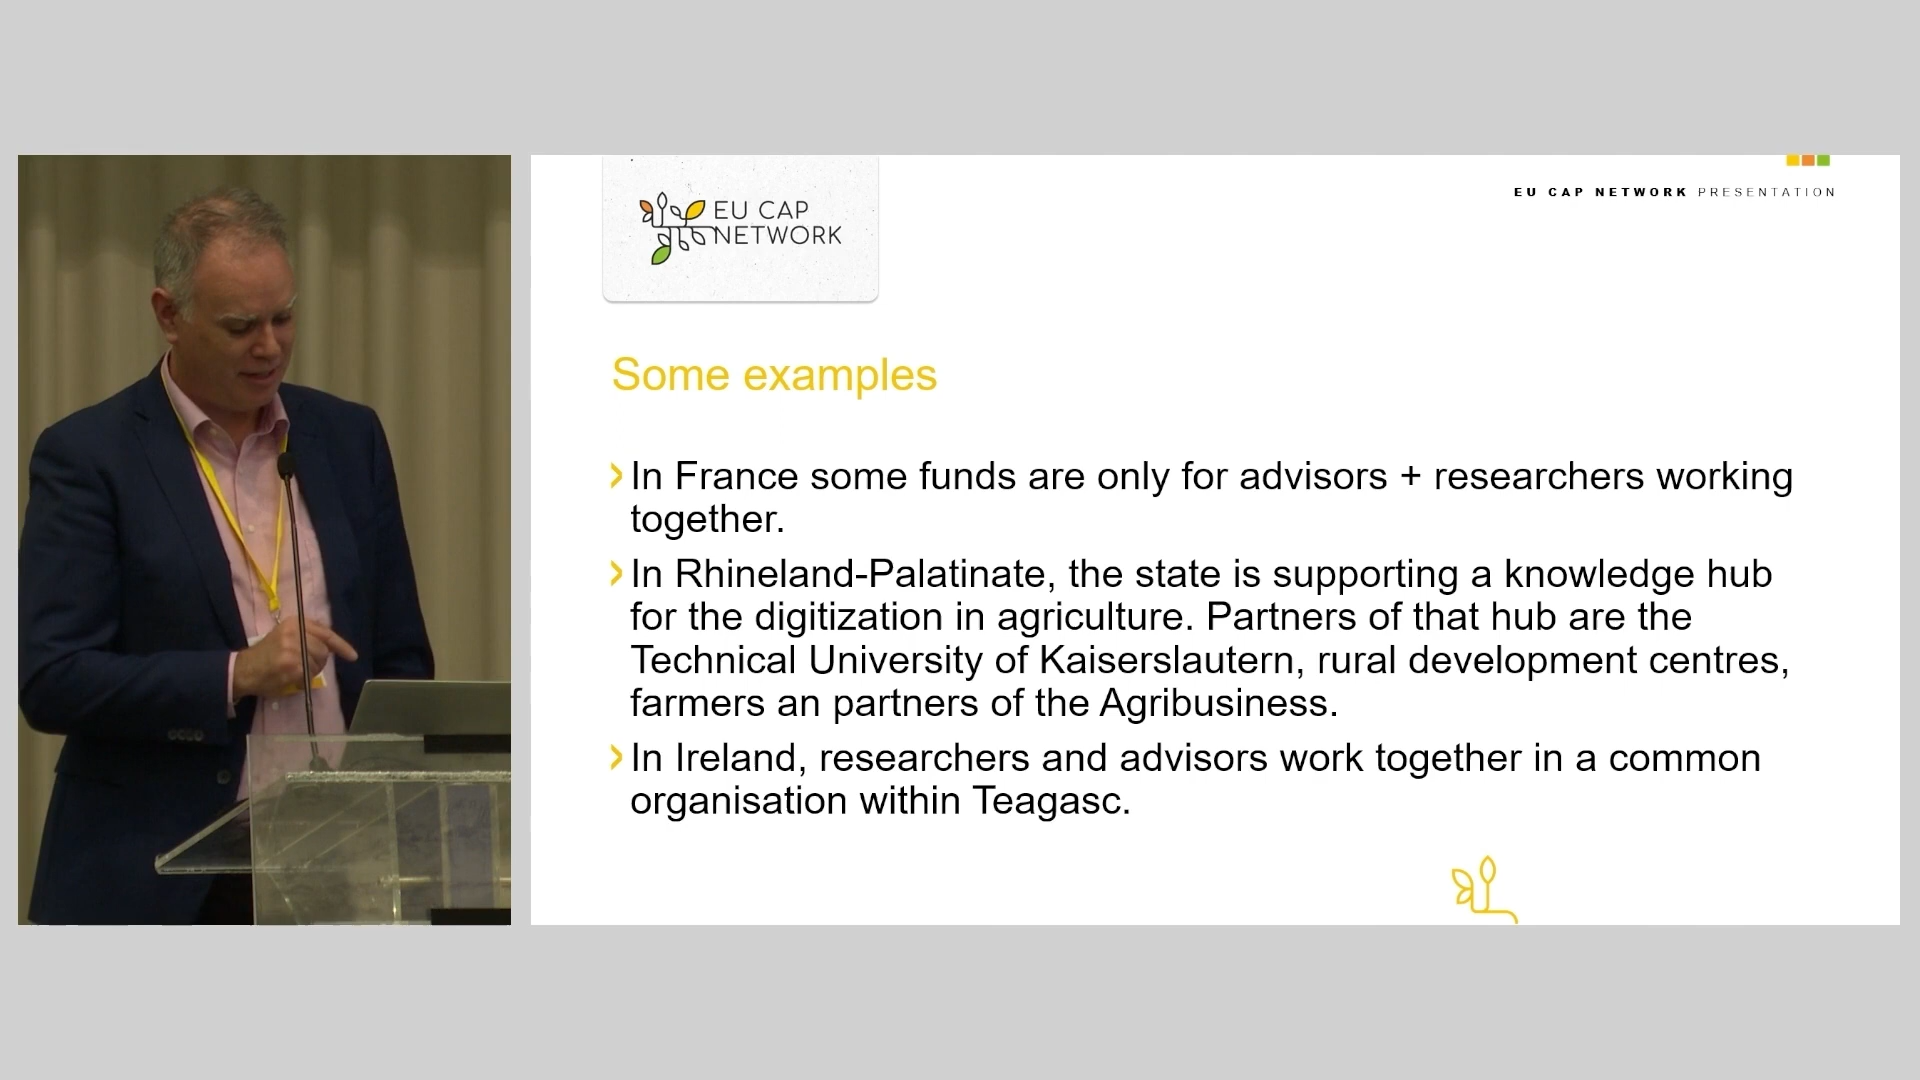 EU CAP
NETWORK
EU CAP NETWORK PRESENTATION
Some examples
In France some funds are only for advisors + researchers working
together.
In Rhineland-Palatinate, the state is supporting a knowledge hub
for the digitization in agriculture. Partners of that hub are the
Technical University of Kaiserslautern, rural development centres,
farmers an partners of the Agribusiness.
In Ireland, researchers and advisors work together in a common
organisation within Teagasc.